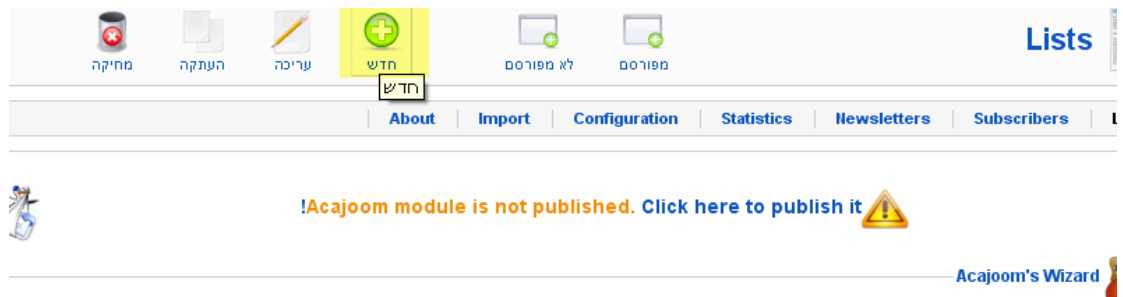 Lists
מפורסם לא מפורסם חדש עריכה העתקה מחיקה
חדש
About | Import | Configuration | Statistics | Newsletters | Subscribers |
!Acajoom module is not published. Click here to publish it
Acajoom's Wizard